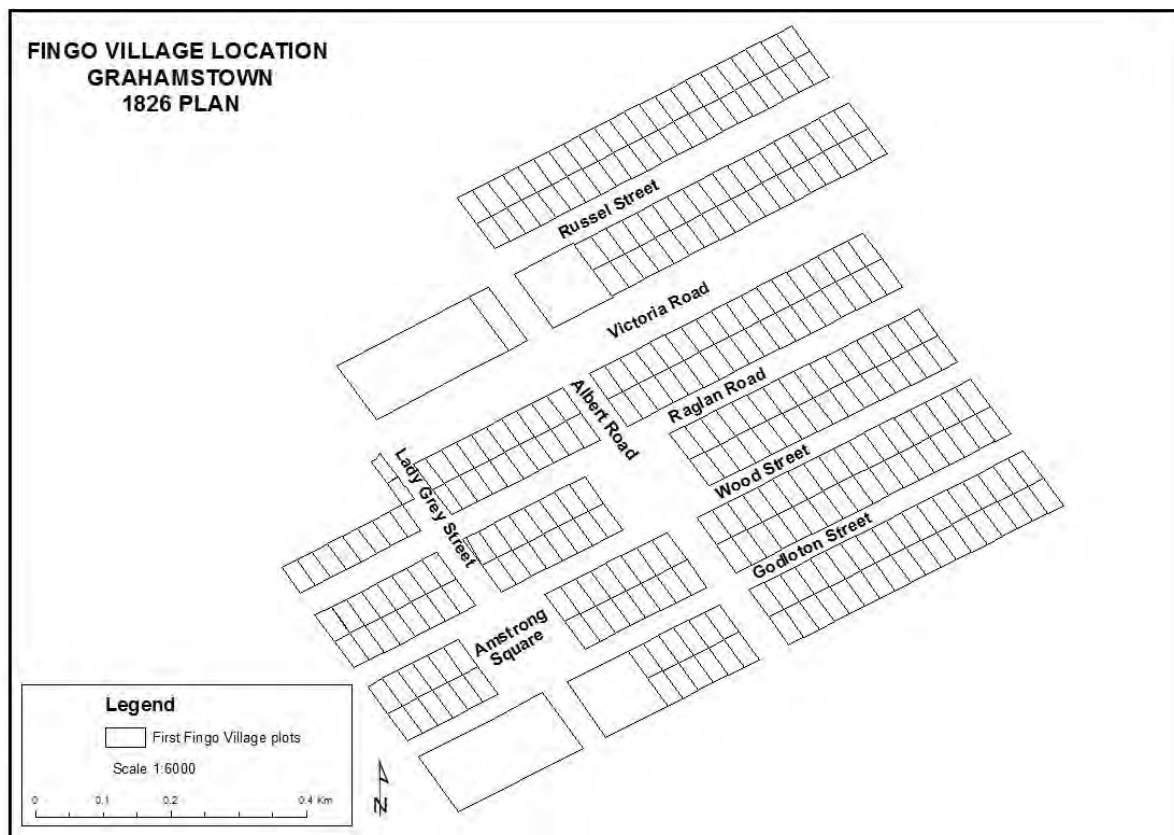 FINGO VILLAGE LOCATION
GRAHAMSTOWN
1826 PLAN
Russel Street
Victoria Road
Albert Road
Raglan Road
Lady Grey Street
Wood Street
Godloton Street
Amstrong
Square
Legend
First Fingo Village plots
Scale 1:6000
0 0.1 0.2 0.4 Km
N